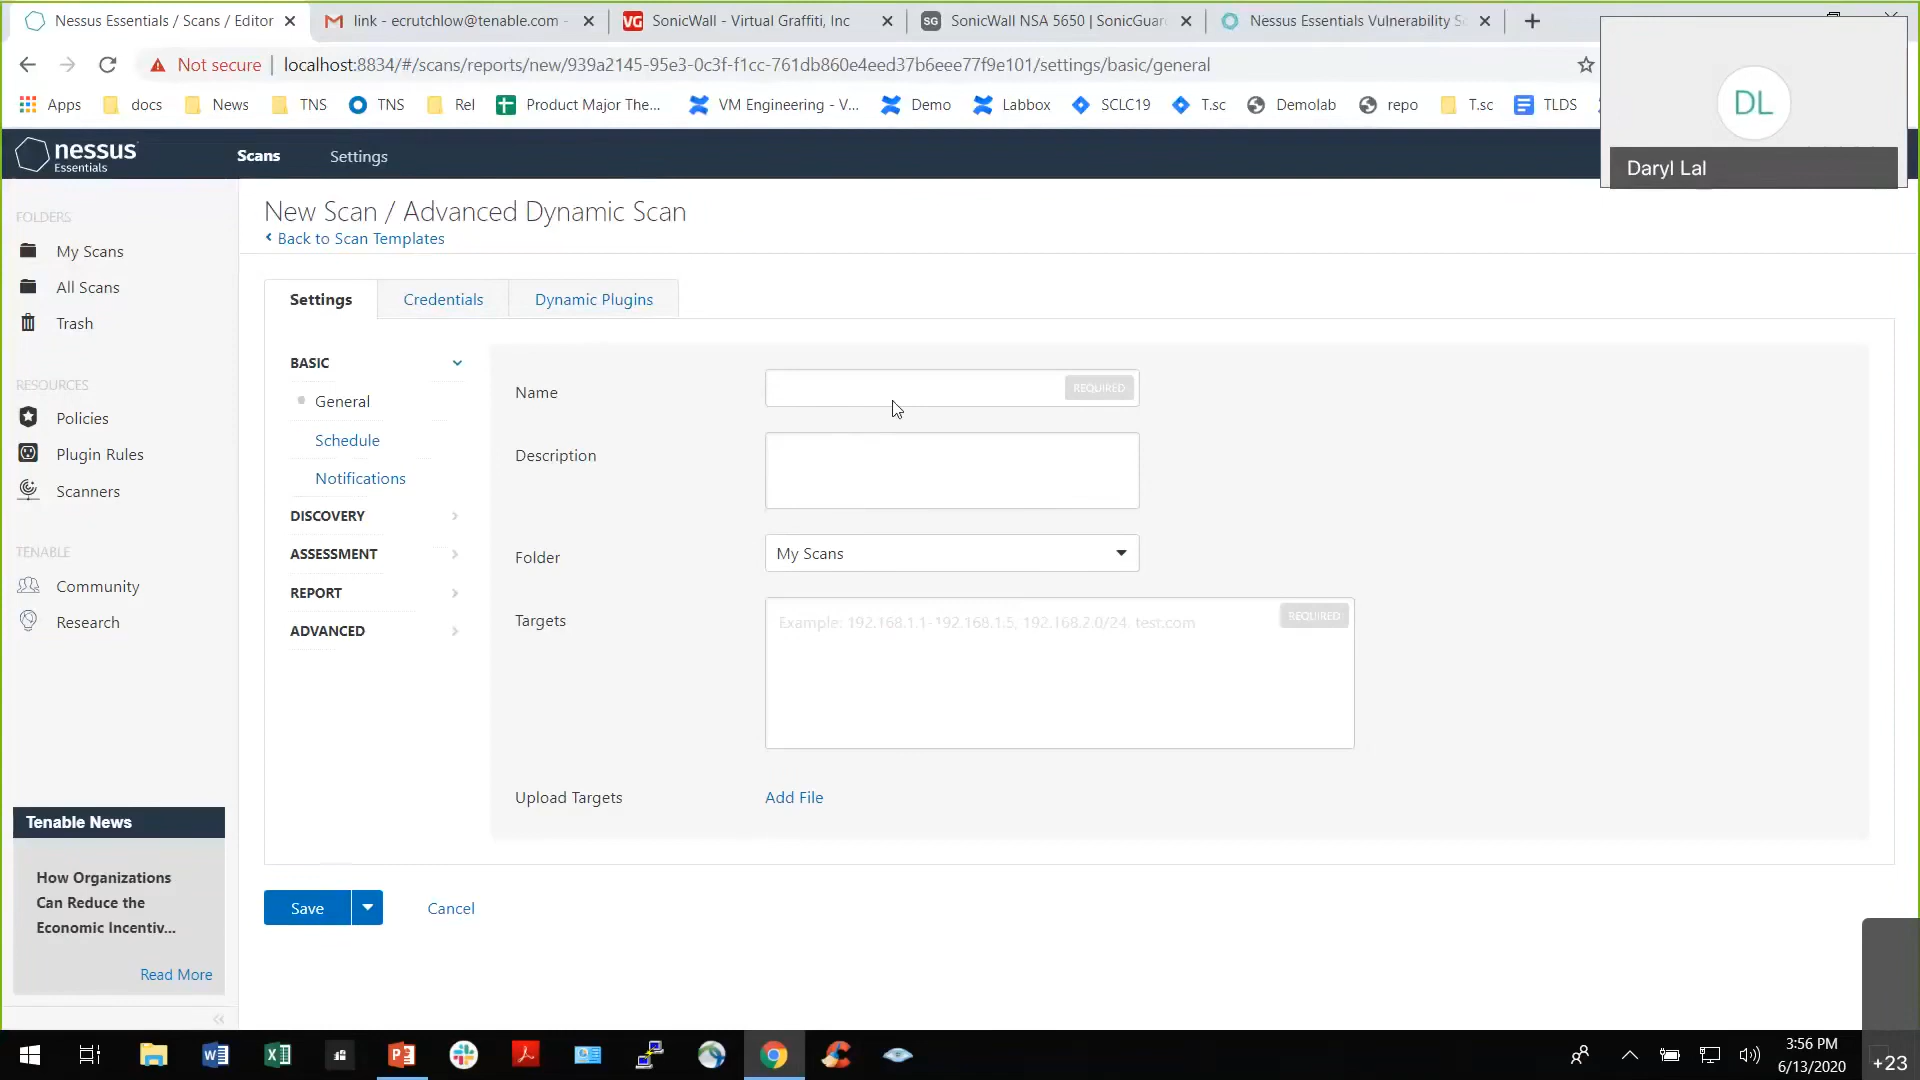 Nessus Essentials / Scans / Editor
link - ecrutchlow@tenable.com -
VG SonicWall - Virtual Graffiti, Inc
SG SonicWall NSA 5650 | SonicGuar
Nessus Essentials Vulnerability S
Not secure
localhost:8834/#/scans/reports/new/939a2145-95e3-0c3f-f1cc-761db860e4eed37b6eee77f9e101/settings/basic/general
Apps docs News TNS TNS Rel Product Major The... VM Engineering - V... Demo Labbox SCLC19 T.sc Demolab repo T.sc TLDS
DL
Daryl Lal
nessus
Essentials
Scans
Settings
FOLDERS
My Scans
All Scans
Trash
RESOURCES
Policies
Plugin Rules
Scanners
TENABLE
Community
Research
Tenable News
How Organizations
Can Reduce the
Economic Incentiv...
Read More
New Scan / Advanced Dynamic Scan
Back to Scan Templates
Settings
Credentials
Dynamic Plugins
BASIC
General
Schedule
Notifications
DISCOVERY
ASSESSMENT
REPORT
ADVANCED
Name
REQUIRED
Description
Folder
My Scans
Targets
Example: 192.168.1.1-192.168.1.5, 192.168.2.0/24, test.com
REQUIRED
Upload Targets
Add File
Save
Cancel
3:56 PM
6/13/2020
+23